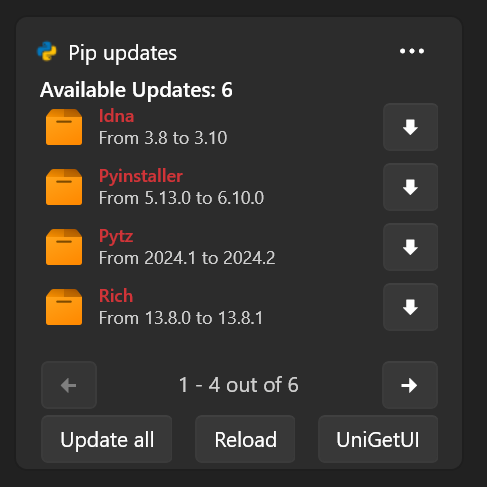 Pip updates
Available Updates: 6
Idna
From 3.8 to 3.10
Pyinstaller
From 5.13.0 to 6.10.0
Pytz
From 2024.1 to 2024.2
Rich
From 13.8.0 to 13.8.1
1 - 4 out of 6
Update all Reload UniGetUI